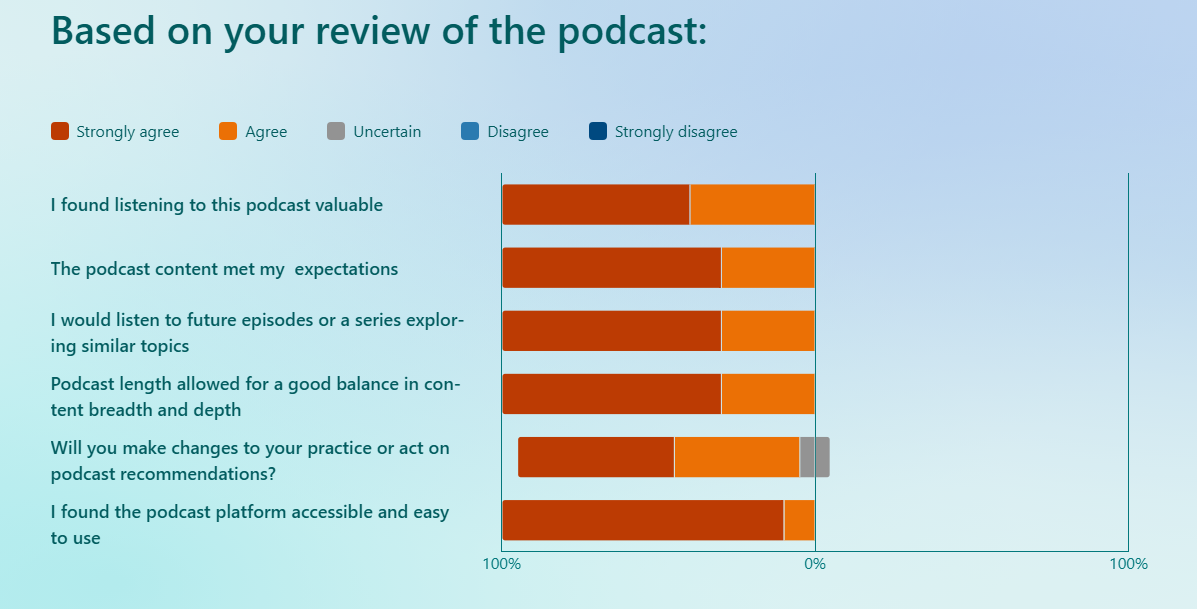 Based on your review of the podcast:
Strongly agree
Agree
Uncertain
Disagree
Strongly disagree
I found listening to this podcast valuable
The podcast content met my  expectations
I would listen to future episodes or a series explor-
ing similar topics
Podcast length allowed for a good balance in con-
tent breadth and depth
Will you make changes to your practice or act on
podcast recommendations?
I found the podcast platform accessible and easy
to use
100%
0%
100%